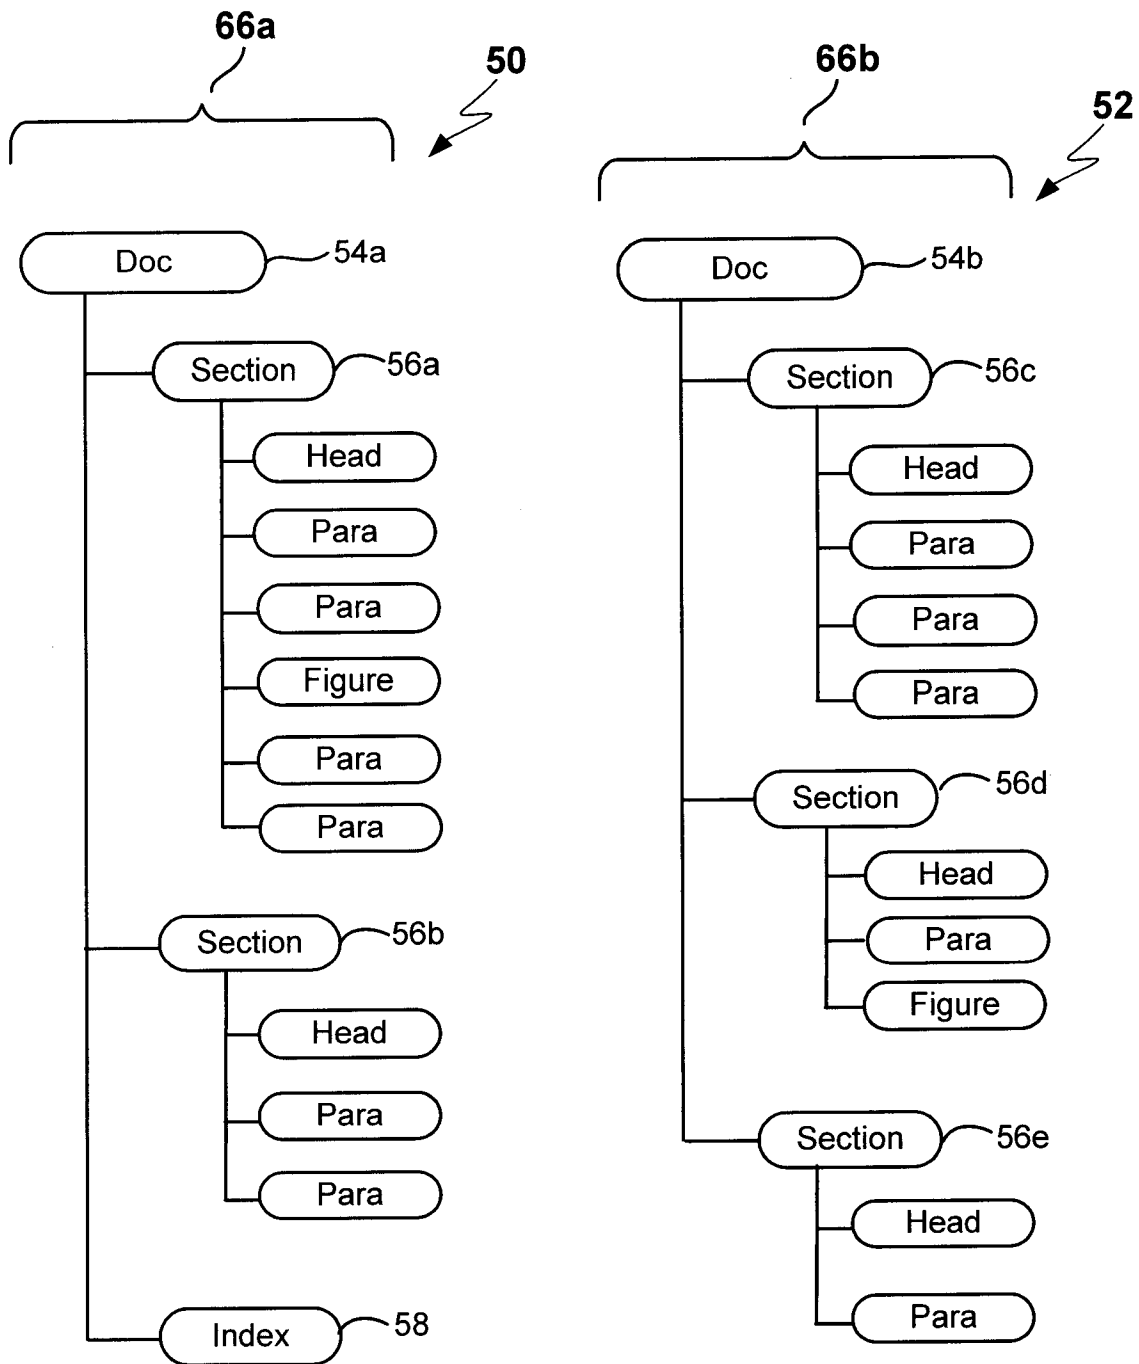 66a
50
Doc
54a
Section
56a
Head
Para
Para
Figure
Para
Para
Section
56b
Head
Para
Para
Index
58
66b
52
Doc
54b
Section
56c
Head
Para
Para
Para
Section
56d
Head
Para
Figure
Section
56e
Head
Para